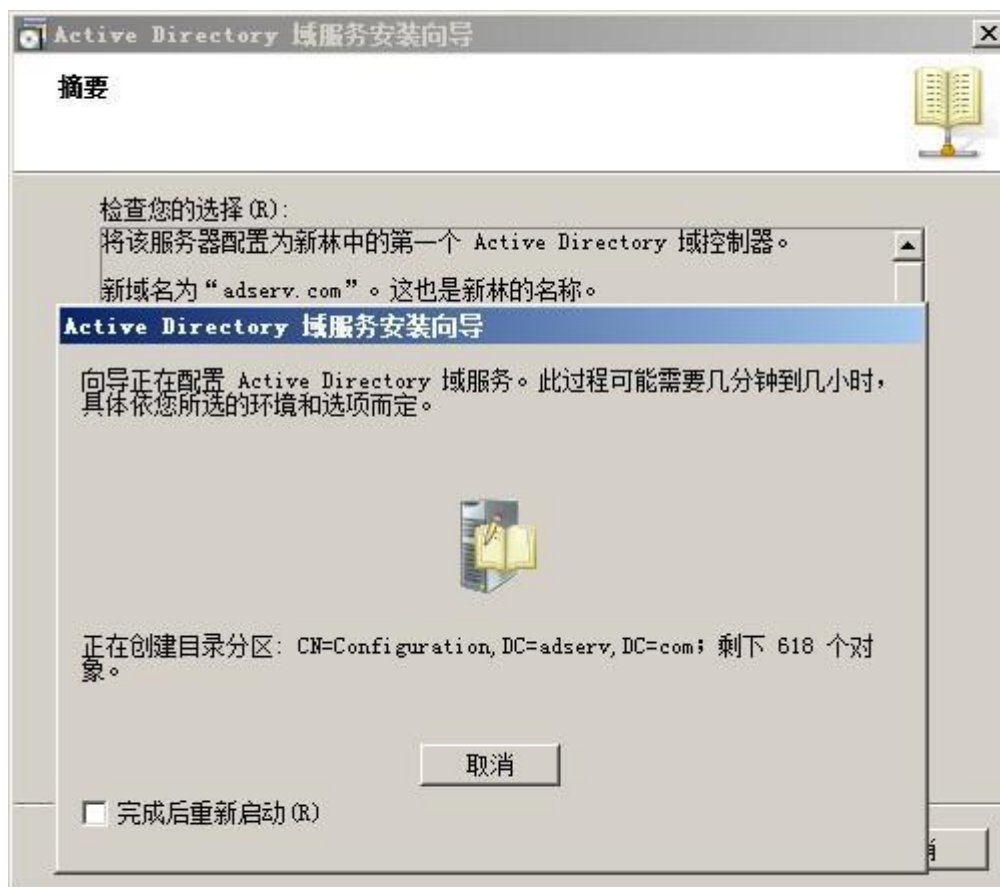 Active Directory 域服务安装向导
摘要
检查您的选择(R):
将该服务器配置为新林中的第一个 Active Directory 域控制器。
新域名为“adserv.com”。这也是新林的名称。
Active Directory 域服务安装向导
向导正在配置 Active Directory 域服务。此过程可能需要几分钟到几小时，
具体依您所选的环境和选项而定。
正在创建目录分区: CN=Configuration,DC=adserv,DC=com; 剩下 618 个对
象。
取消
完成后重新启动(R)